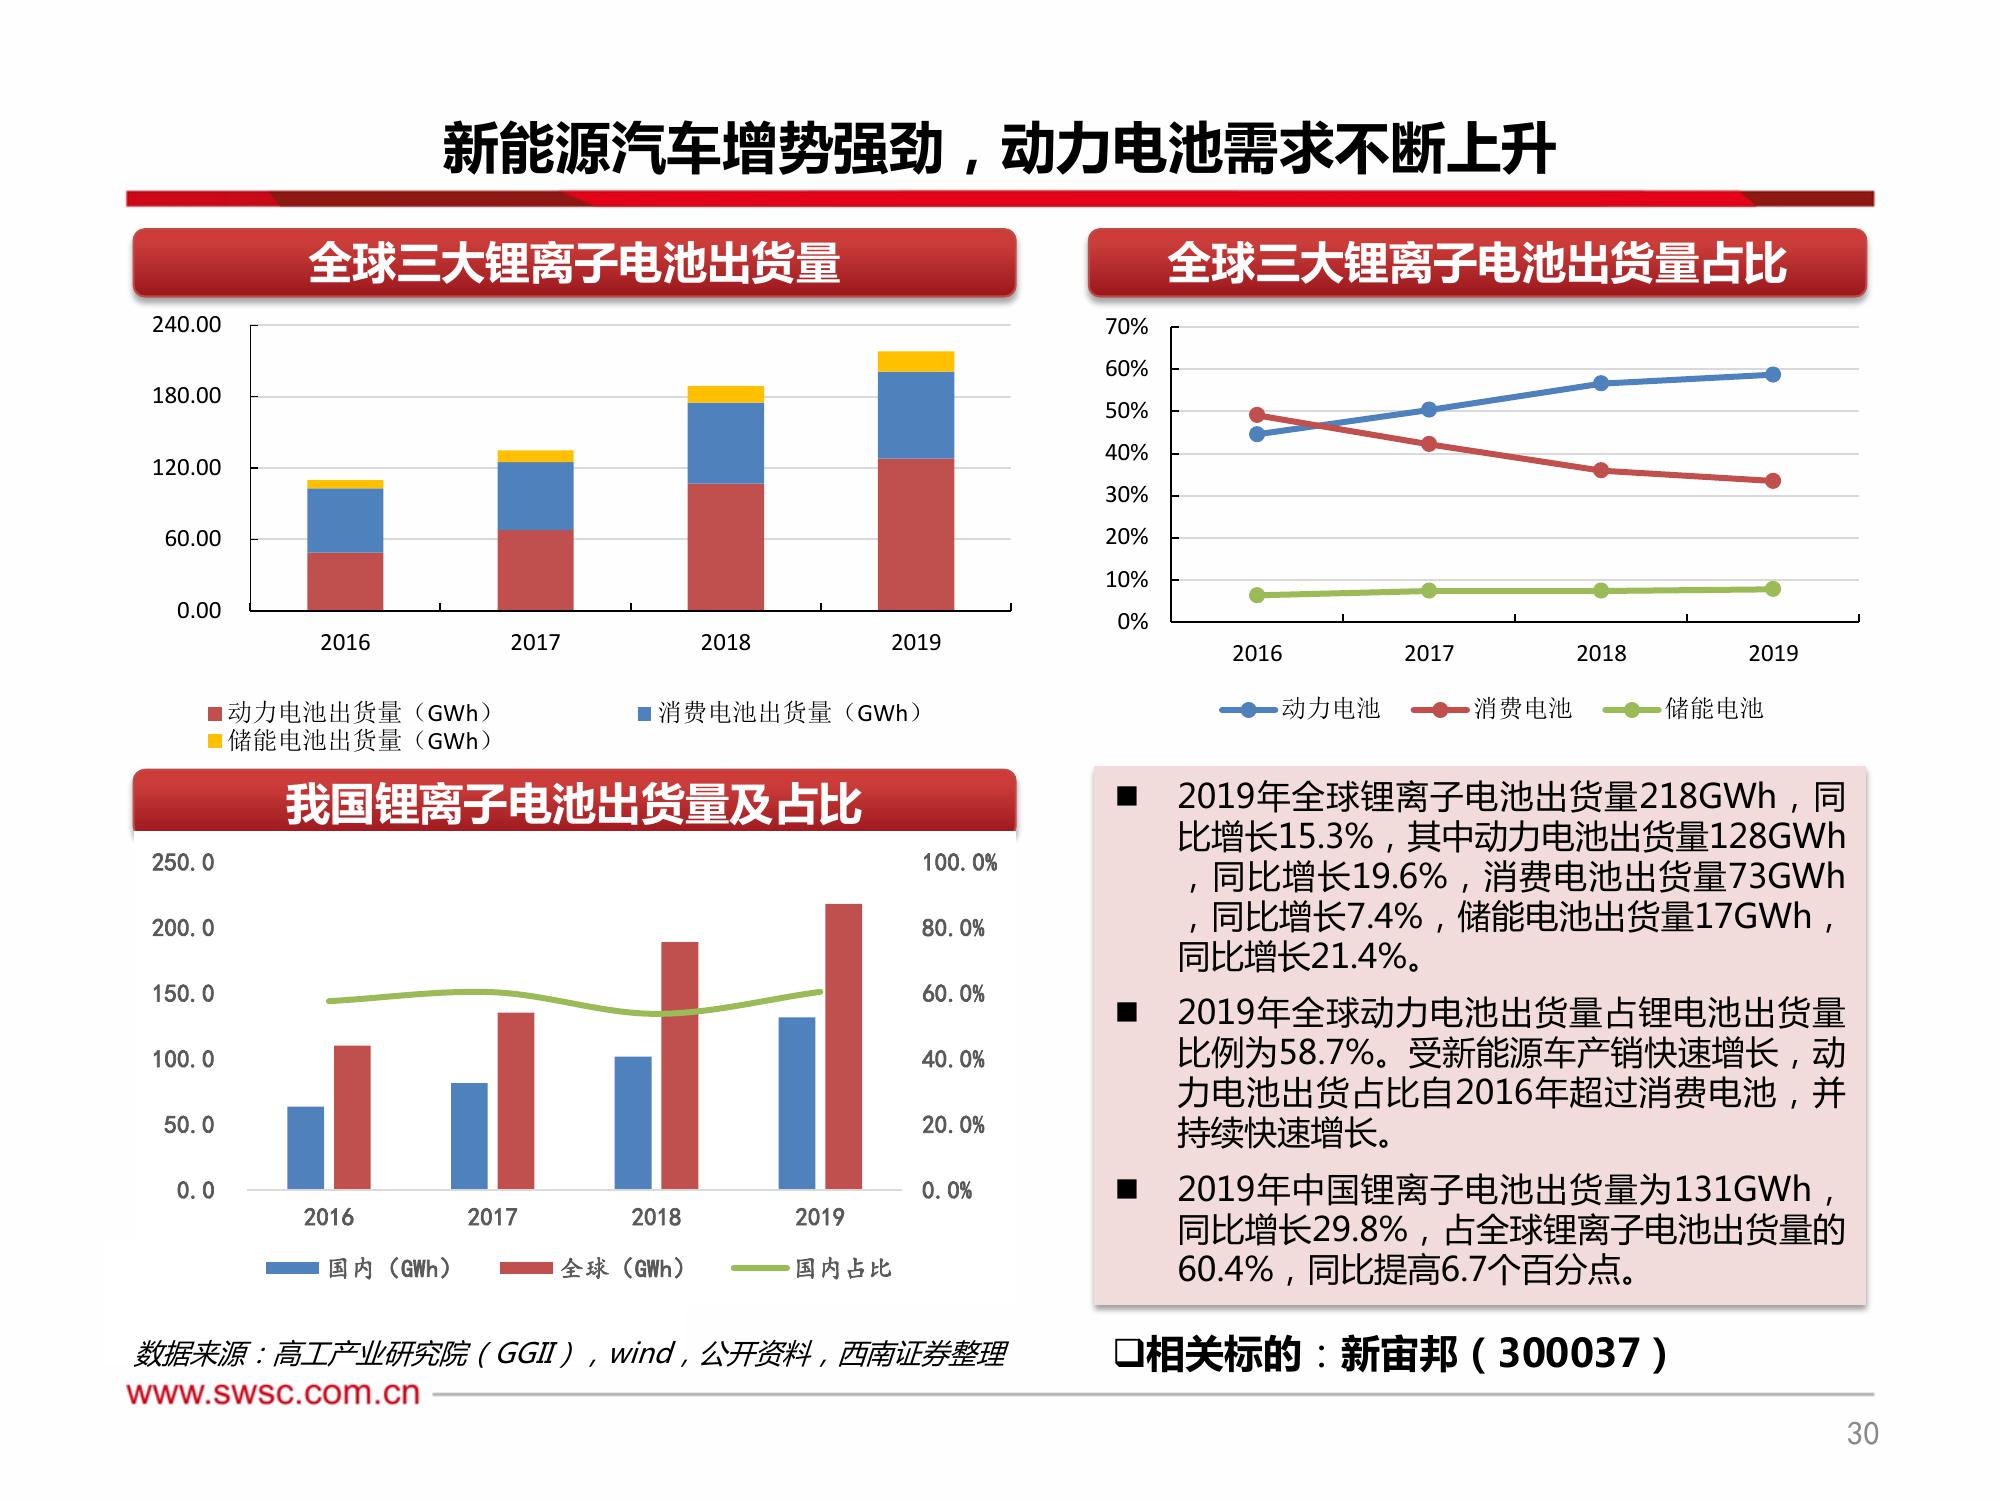 新能源汽车增势强劲，动力电池需求不断上升
全球三大锂离子电池出货量
240.00
180.00
120.00
60.00
0.00
2016 2017 2018 2019
动力电池出货量（GWh） 消费电池出货量（GWh）
储能电池出货量（GWh）
全球三大锂离子电池出货量占比
70%
60%
50%
40%
30%
20%
10%
0%
2016 2017 2018 2019
动力电池 消费电池 储能电池
我国锂离子电池出货量及占比
250.0 100.0%
200.0 80.0%
150.0 60.0%
100.0 40.0%
50.0 20.0%
0.0 0.0%
2016 2017 2018 2019
国内（GWh） 全球（GWh） 国内占比
2019年全球锂离子电池出货量218GWh，同
比增长15.3%，其中动力电池出货量128GWh
，同比增长19.6%，消费电池出货量73GWh
，同比增长7.4%，储能电池出货量17GWh，
同比增长21.4%。
2019年全球动力电池出货量占锂电池出货量
比例为58.7%。受新能源车产销快速增长，动
力电池出货占比自2016年超过消费电池，并
持续快速增长。
2019年中国锂离子电池出货量为131GWh，
同比增长29.8%，占全球锂离子电池出货量的
60.4%，同比提高6.7个百分点。
数据来源：高工产业研究院（GGII），wind，公开资料，西南证券整理
相关标的：新宙邦（300037）
www.swsc.com.cn
30